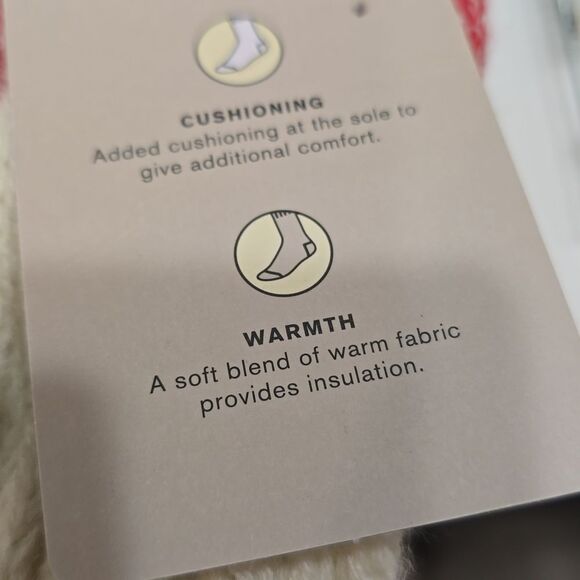 CUSHIONING
Added cushioning at the sole to
give additional comfort.
WARMTH
A soft blend of warm fabric
provides insulation.